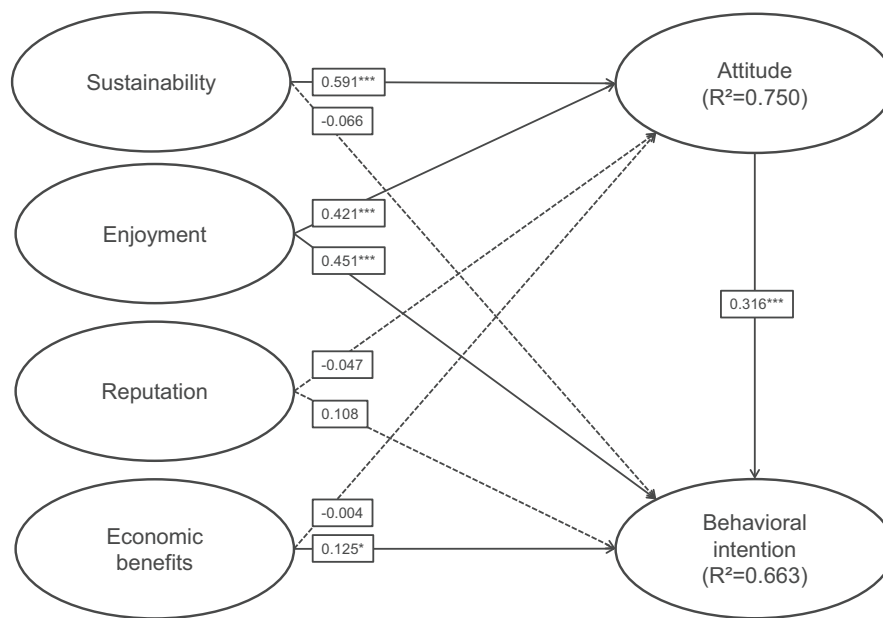 Sustainability
0.591***
Attitude
(R²=0.750)
-0.066
Enjoyment
0.421***
0.451***
0.316***
Reputation
-0.047
0.108
Economic
benefits
-0.004
0.125*
Behavioral
intention
(R²=0.663)